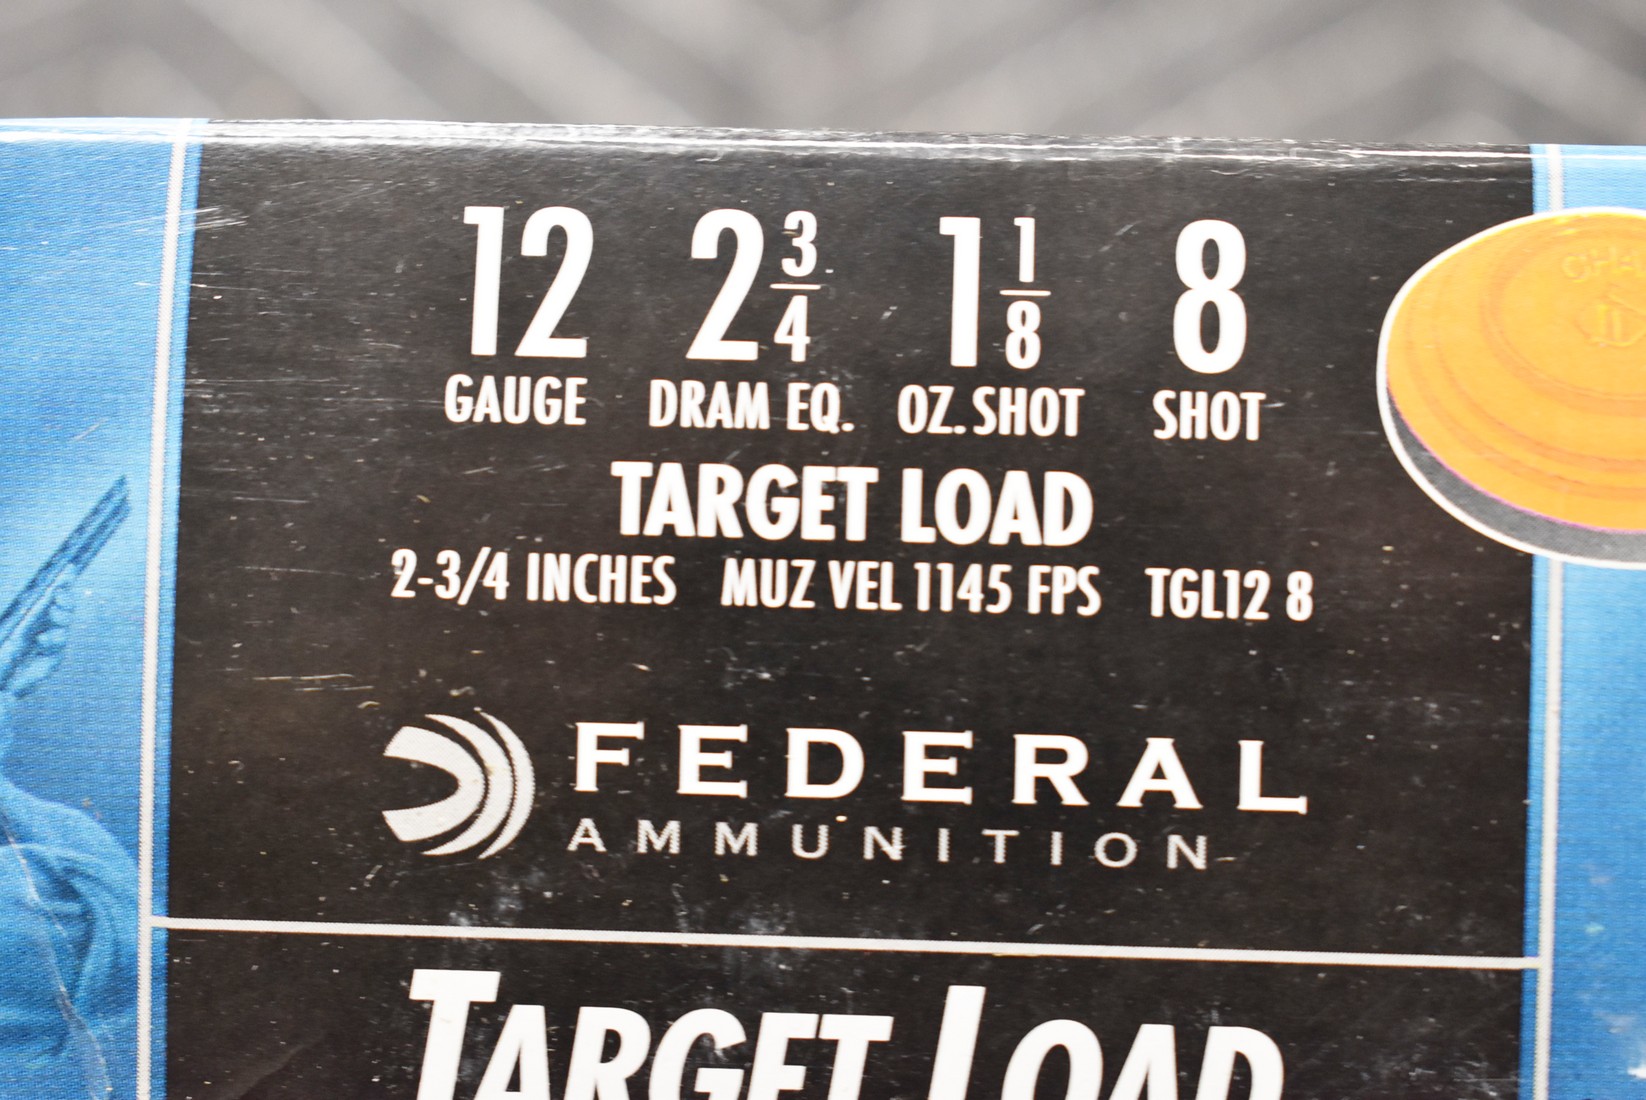 12 2 3/4 1 1/8 8
GAUGE DRAM EQ. OZ. SHOT SHOT
TARGET LOAD
2-3/4 INCHES MUZ VEL 1145 FPS TGL12 8
FEDERAL
AMMUNITION
TARGET LOAD